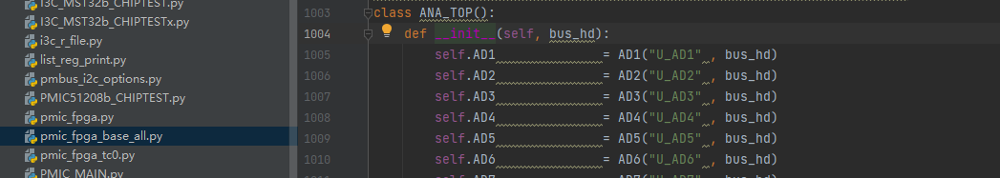 I3C_MST32b_CHIPTEST.py
I3C_MST32b_CHIPTESTx.py
i3c_r_file.py
list_reg_print.py
pmbus_i2c_options.py
PMIC51208b_CHIPTEST.py
pmic_fpga.py
pmic_fpga_base_all.py
pmic_fpga_tc0.py
PMIC_MAIN.py
1003 class ANA_TOP():
1004 def __init__(self, bus_hd):
1005 self.AD1 = AD1("U_AD1" , bus_hd)
1006 self.AD2 = AD2("U_AD2" , bus_hd)
1007 self.AD3 = AD3("U_AD3" , bus_hd)
1008 self.AD4 = AD4("U_AD4" , bus_hd)
1009 self.AD5 = AD5("U_AD5" , bus_hd)
1010 self.AD6 = AD6("U_AD6" , bus_hd)